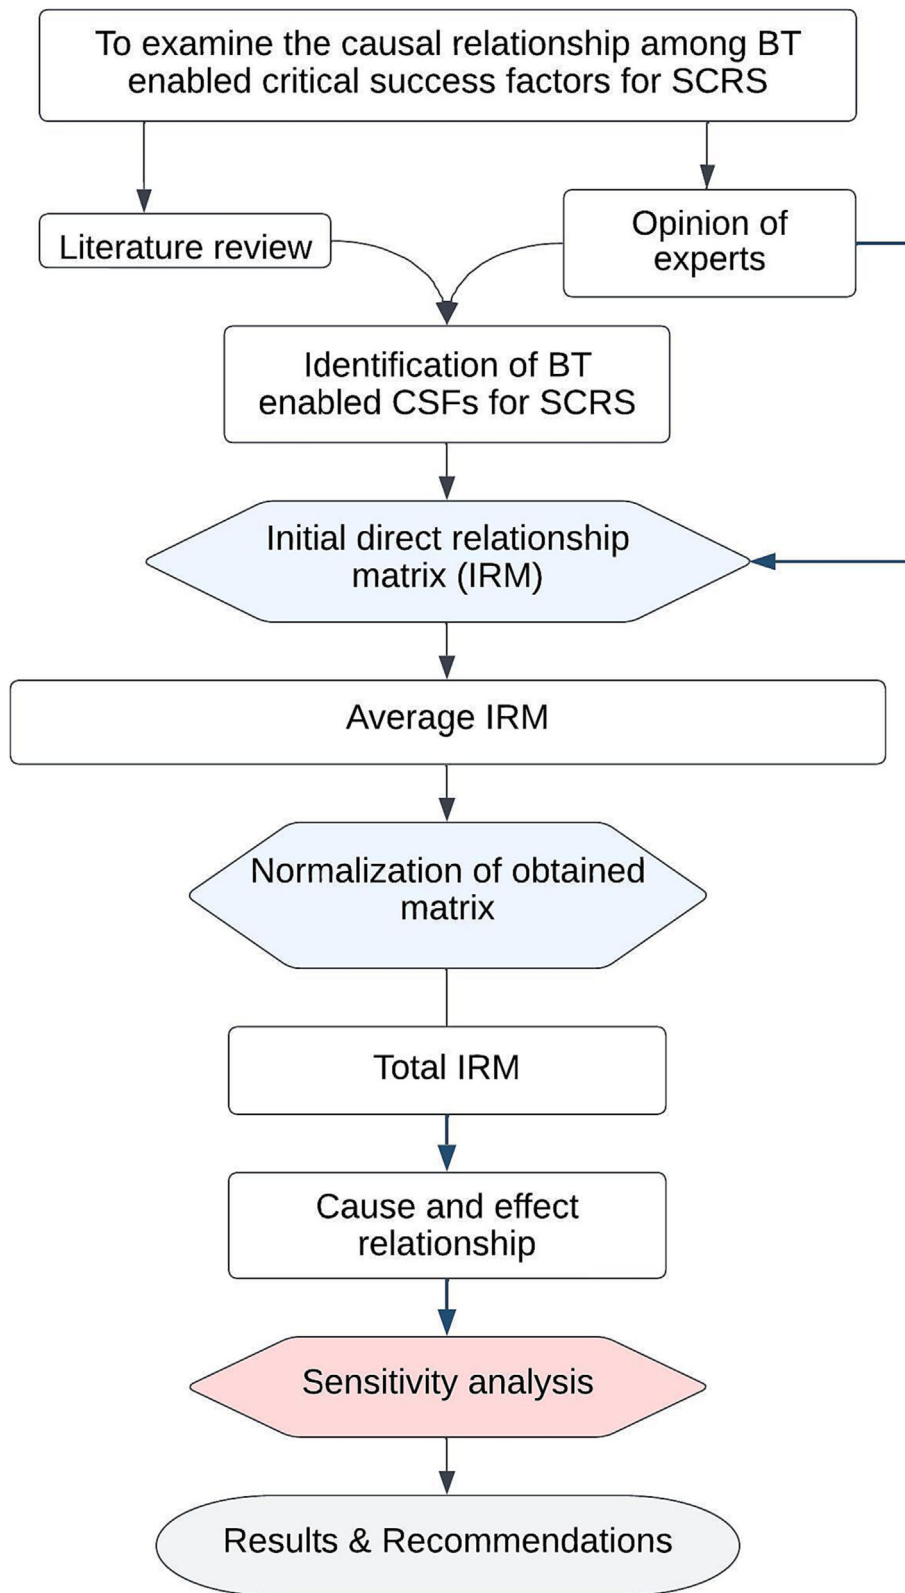 To examine the causal relationship among BT
enabled critical success factors for SCRS
Literature review
Opinion of
experts
Identification of BT
enabled CSFs for SCRS
Initial direct relationship
matrix (IRM)
Average IRM
Normalization of obtained
matrix
Total IRM
Cause and effect
relationship
Sensitivity analysis
Results & Recommendations